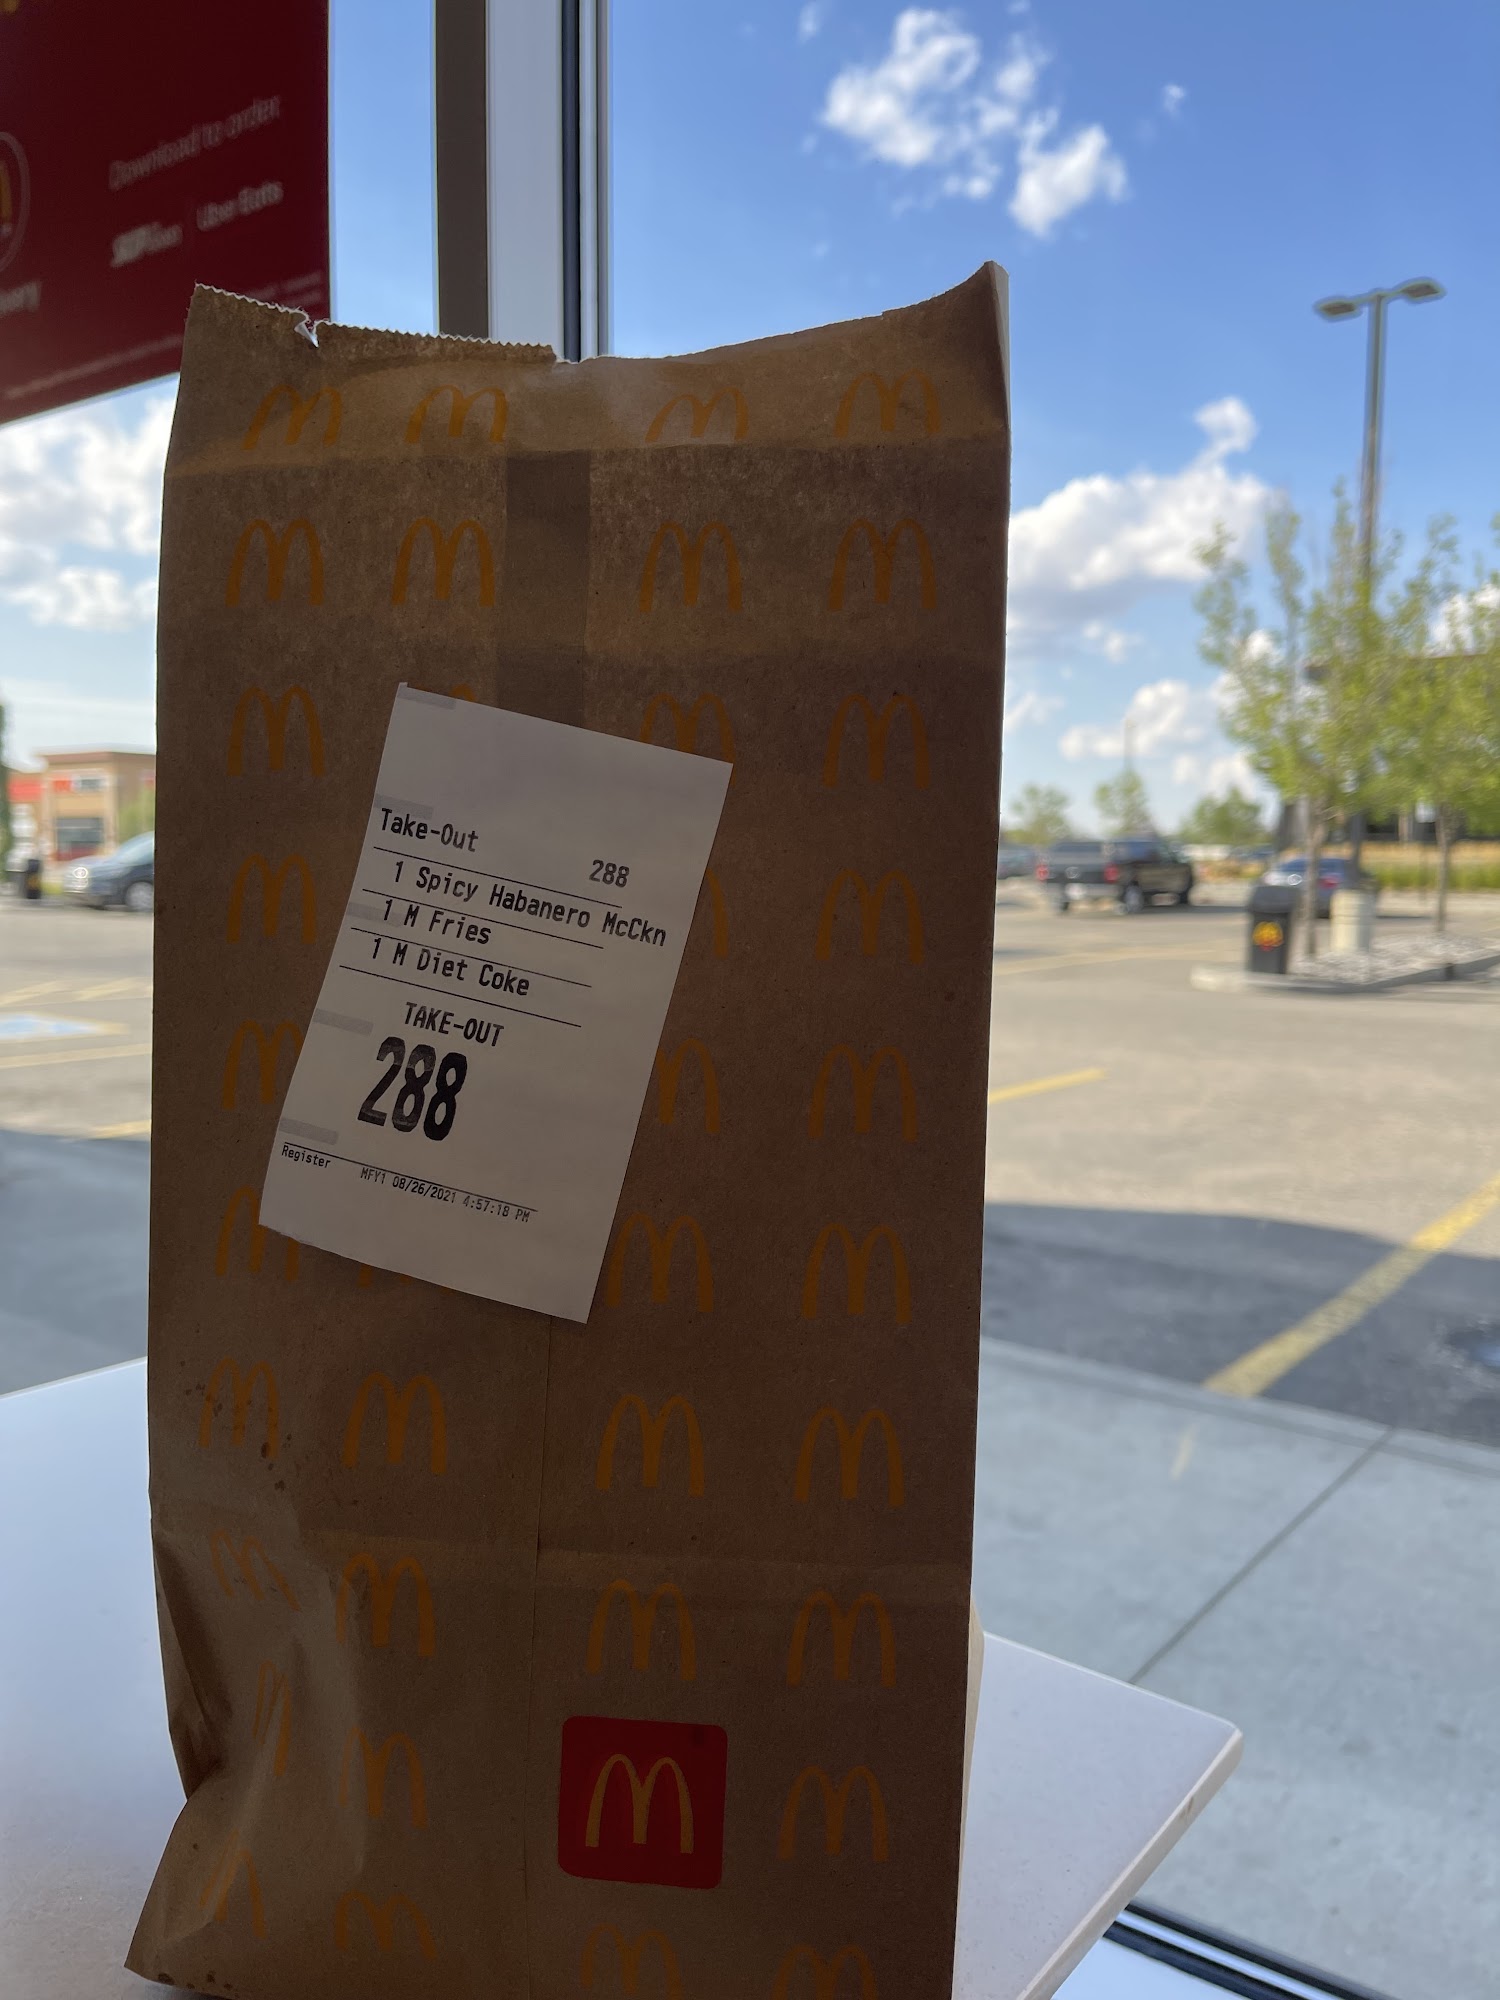 Download to order
Uber Eats
Take-Out
288
1 Spicy Habanero McCkn
1 M Fries
1 M Diet Coke
TAKE-OUT
288
Register MFY1 08/26/2021 4:57:18 PM